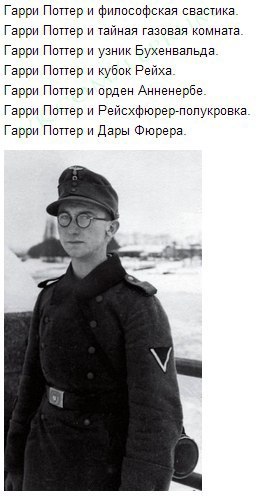 Гарри Поттер и философская свастика.
Гарри Поттер и тайная газовая комната.
Гарри Поттер и узник Бухенвальда.
Гарри Поттер и кубок Рейха.
Гарри Поттер и орден Анненербе.
Гарри Поттер и Рейсхфюрер-полукровка.
Гарри Поттер и Дары Фюрера.